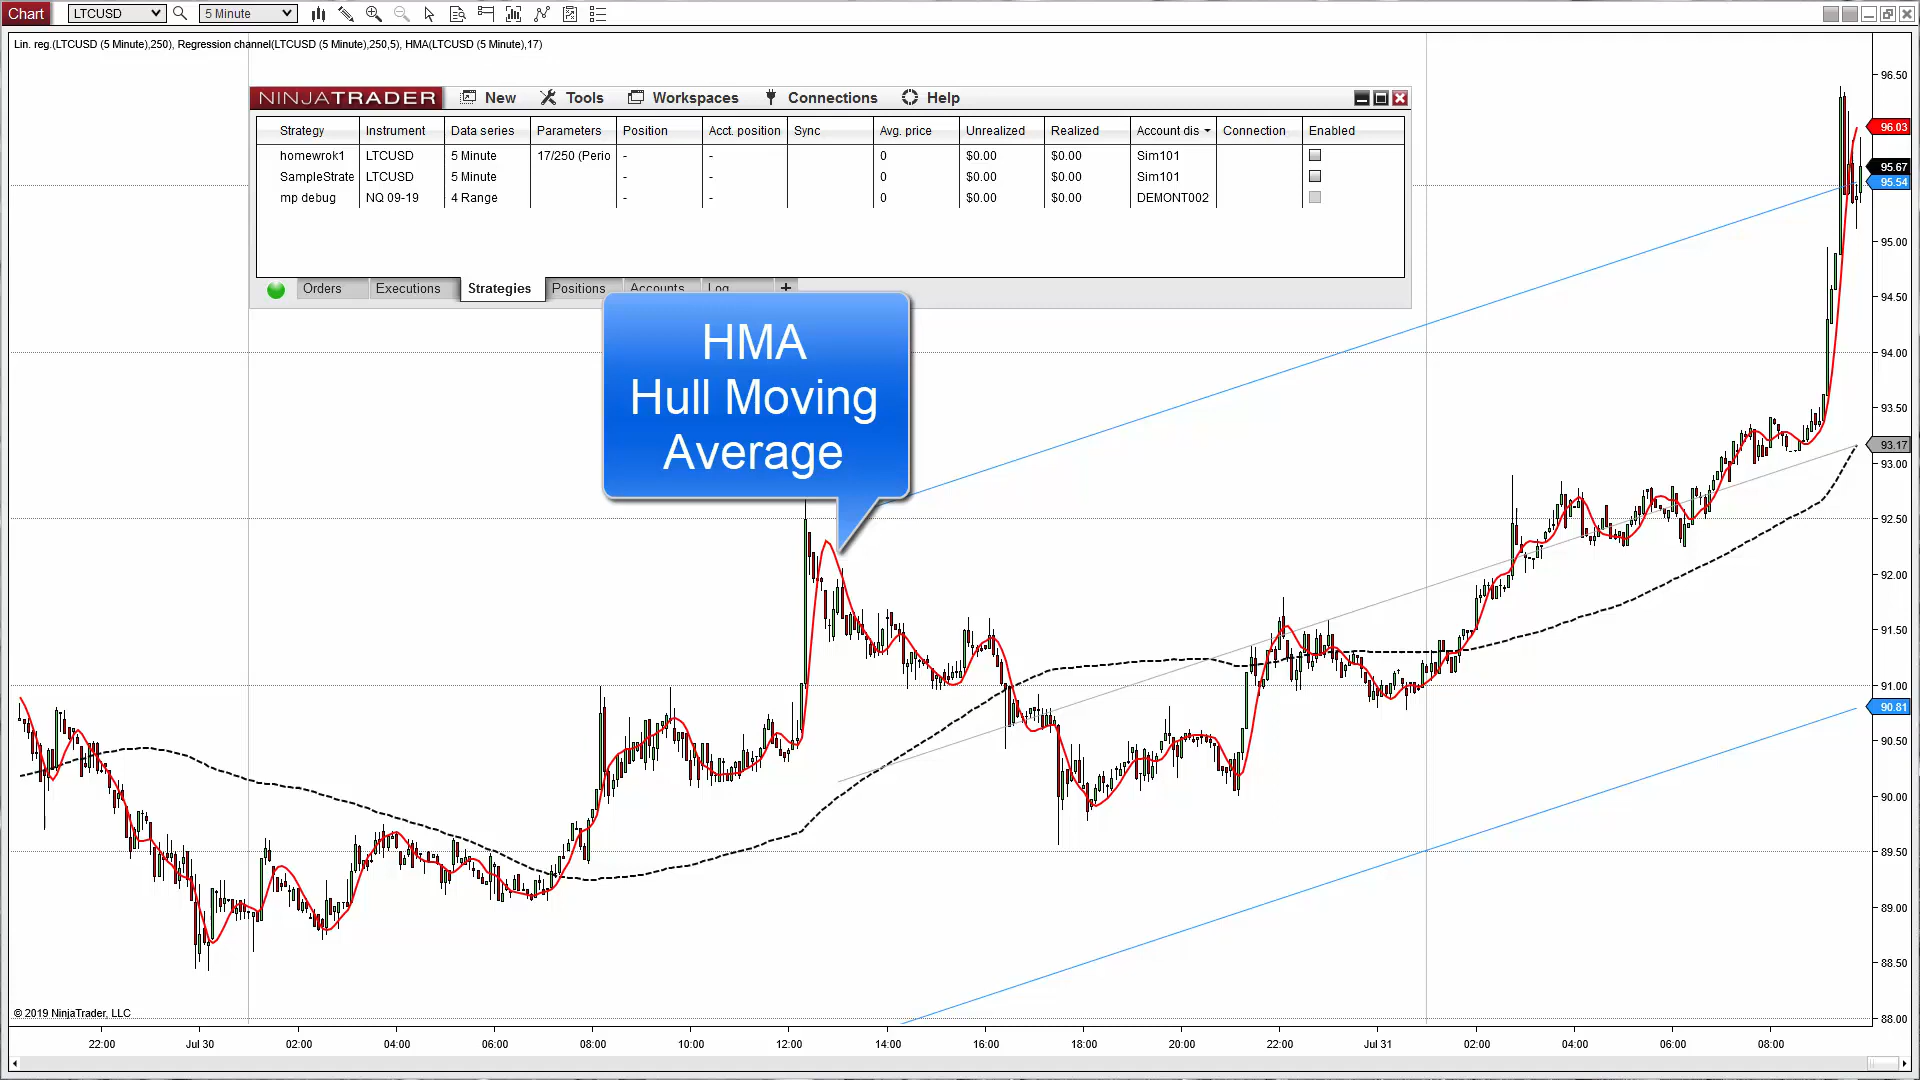 Chart LTCUSD 5 Minute
Lin. reg.(LTCUSD (5 Minute),250), Regression channel(LTCUSD (5 Minute),250,5), HMA(LTCUSD (5 Minute),17)
NINJATRADER New Tools Workspaces Connections Help
Strategy Instrument Data series Parameters Position Acct. position Sync Avg. price Unrealized Realized Account dis Connection Enabled
homewrok1 LTCUSD 5 Minute 17/250 (Perio - - 0 $0.00 $0.00 Sim101
SampleStrate LTCUSD 5 Minute - - 0 $0.00 $0.00 Sim101
mp debug NQ 09-19 4 Range - - 0 $0.00 $0.00 DEMONT002
Orders Executions Strategies Positions Accounts Log +
HMA
Hull Moving
Average
96.50
96.03
95.67
95.54
95.00
94.50
94.00
93.50
93.17
93.00
92.50
92.00
91.50
91.00
90.81
90.50
90.00
89.50
89.00
88.50
88.00
© 2019 NinjaTrader, LLC
22:00 Jul 30 02:00 04:00 06:00 08:00 10:00 12:00 14:00 16:00 18:00 20:00 22:00 Jul 31 02:00 04:00 06:00 08:00